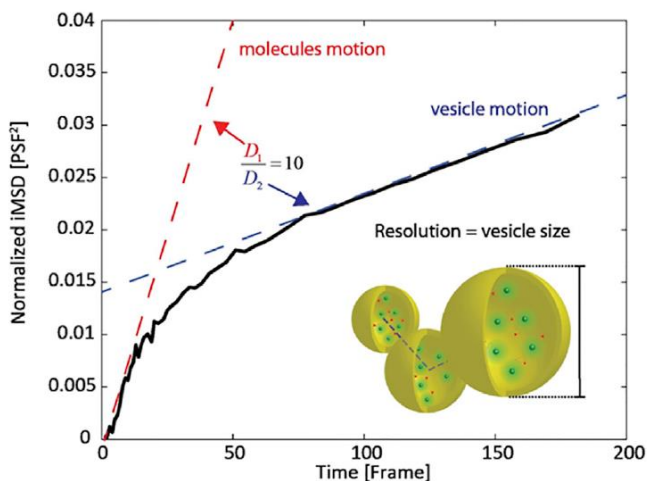 0.04
0.035
0.03
0.025
0.02
0.015
0.01
0.005
0
Normalized iMSD [PSF²]
molecules motion
vesicle motion
D₁
D₂
=10
Resolution = vesicle size
0
50
100
150
200
Time [Frame]